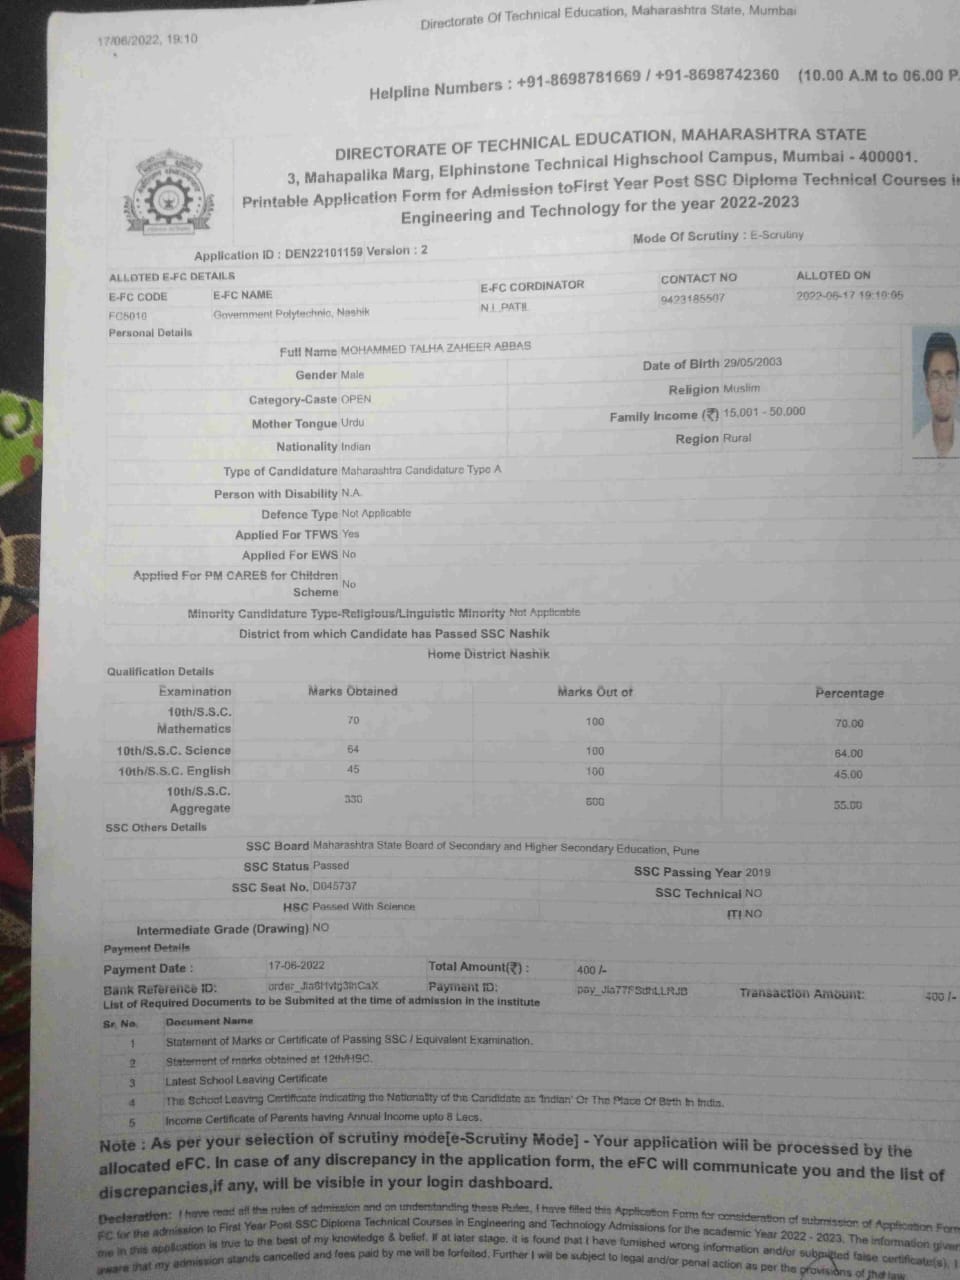 17/06/2022, 19:10
Directorate Of Technical Education, Maharashtra State, Mumbai
Helpline Numbers : +91-8698781669 / +91-8698742360 (10.00 A.M to 06.00 P.
DIRECTORATE OF TECHNICAL EDUCATION, MAHARASHTRA STATE
3, Mahapalika Marg, Elphinstone Technical Highschool Campus, Mumbai - 400001.
Printable Application Form for Admission toFirst Year Post SSC Diploma Technical Courses in
Engineering and Technology for the year 2022-2023
Application ID : DEN22101159 Version : 2
Mode Of Scrutiny : E-Scrutiny
ALLOTED E-FC DETAILS
E-FC CODE E-FC NAME E-FC CORDINATOR CONTACT NO ALLOTED ON
FC5010 Government Polytechnic, Nashik N.I. PATIL 9423185507 2022-06-17 19:10:05
Personal Details
Full Name MOHAMMED TALHA ZAHEER ABBAS
Gender Male Date of Birth 29/05/2003
Category-Caste OPEN Religion Muslim
Mother Tongue Urdu Family Income (₹) 15,001 - 50,000
Nationality Indian Region Rural
Type of Candidature Maharashtra Candidature Type A
Person with Disability N.A.
Defence Type Not Applicable
Applied For TFWS Yes
Applied For EWS No
Applied For PM CARES for Children
Scheme No
Minority Candidature Type-Religious/Linguistic Minority Not Applicable
District from which Candidate has Passed SSC Nashik
Home District Nashik
Qualification Details
Examination Marks Obtained Marks Out of Percentage
10th/S.S.C.
Mathematics 70 100 70.00
10th/S.S.C. Science 64 100 64.00
10th/S.S.C. English 45 100 45.00
10th/S.S.C.
Aggregate 330 600 55.00
SSC Others Details
SSC Board Maharashtra State Board of Secondary and Higher Secondary Education, Pune
SSC Status Passed SSC Passing Year 2019
SSC Seat No. D045737 SSC Technical NO
HSC Passed With Science ITI NO
Intermediate Grade (Drawing) NO
Payment Details
Payment Date : 17-06-2022 Total Amount(₹) : 400 /-
Bank Reference ID: Payment ID: Transaction Amount: 400 /-
List of Required Documents to be Submited at the time of admission in the institute
Sr. No. Document Name
1 Statement of Marks or Certificate of Passing SSC / Equivalent Examination.
2 Statement of marks obtained at 12th/HSC.
3 Latest School Leaving Certificate
4 The School Leaving Certificate indicating the Nationality of the Candidate as 'Indian' Or The Place Of Birth In India.
5 Income Certificate of Parents having Annual Income upto 8 Lacs.
Note : As per your selection of scrutiny mode[e-Scrutiny Mode] - Your application will be processed by the
allocated eFC. In case of any discrepancy in the application form, the eFC will communicate you and the list of
discrepancies,if any, will be visible in your login dashboard.
Declaration: I have read all the rules of admission and on understanding these Rules, I have filled this Application Form for consideration of submission of Application Form
FC for the admission to First Year Post SSC Diploma Technical Courses in Engineering and Technology Admissions for the academic Year 2022 - 2023. The information given
me in this application is true to the best of my knowledge & belief. If at later stage, it is found that I have furnished wrong information and/or submitted false certificate(s), I
aware that my admission stands cancelled and fees paid by me will be forfeited. Further I will be subject to legal and/or penal action as per the provisions of the law.